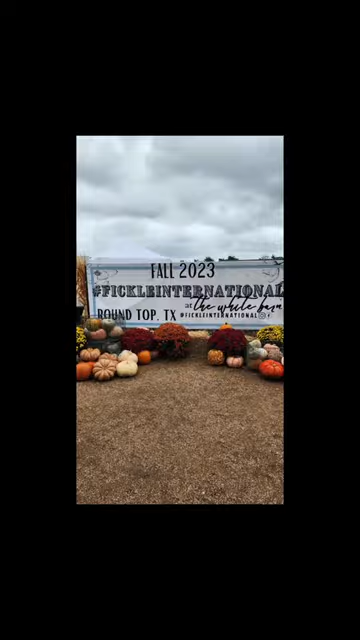 FALL 2023
#FICKLEINTERNATIONAL
at the white barn
ROUND TOP, TX #FICKLEINTERNATIONAL